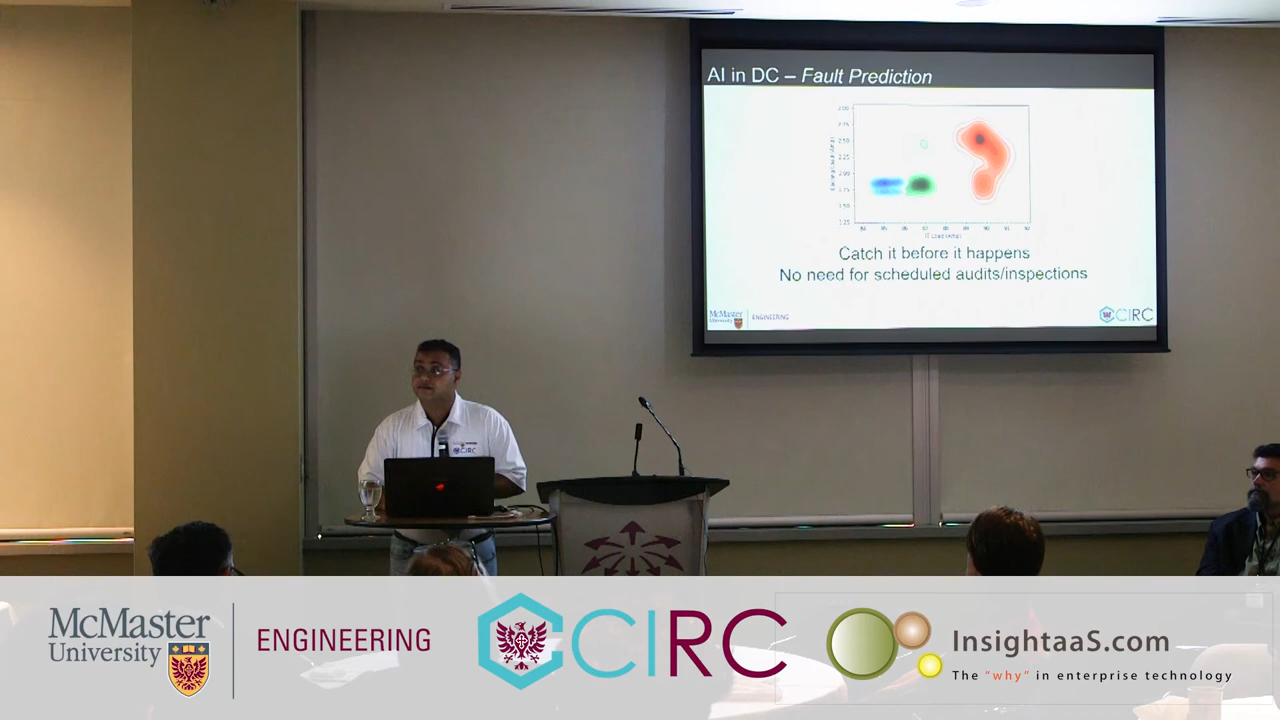 AI in DC – Fault Prediction
Catch it before it happens
No need for scheduled audits/inspections
McMaster
University
ENGINEERING
CIRC
CIRC
McMaster
University
ENGINEERING
CIRC
InsightaaS.com
The "why" in enterprise technology